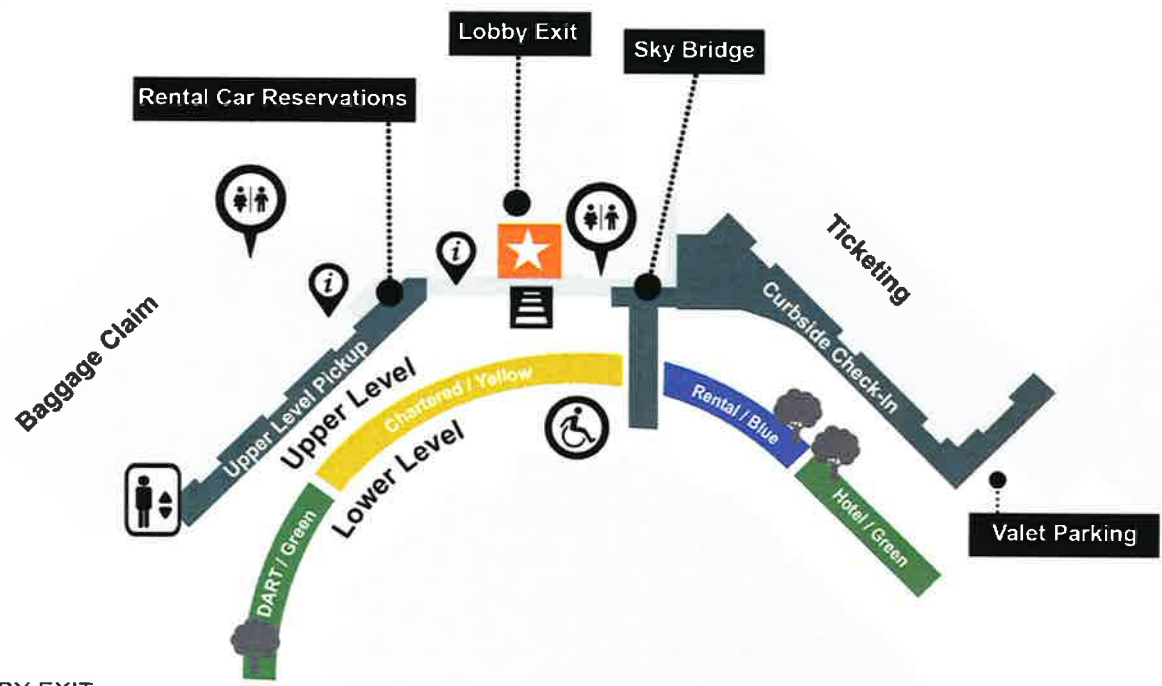 Lobby Exit
Sky Bridge
Rental Car Reservations
Ticketing
Baggage Claim
Curbside Check-In
Upper Level Pickup
Upper Level
Chartered / Yellow
Lower Level
Rental / Blue
DART / Green
Hotel / Green
Valet Parking
i
i